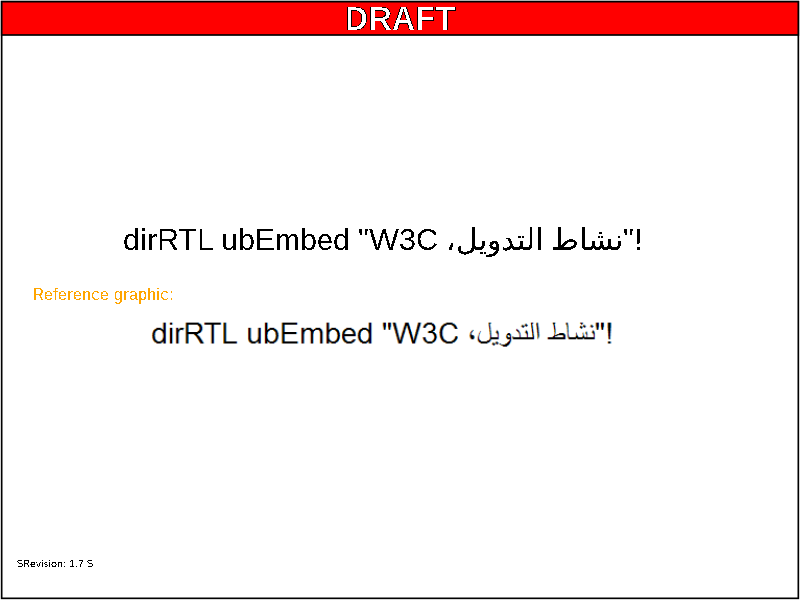 DRAFT
dirRTL ubEmbed "W3C نشاط التدويل،"!
Reference graphic:
dirRTL ubEmbed "W3C نشاط التدويل،"!
SRevision: 1.7 S